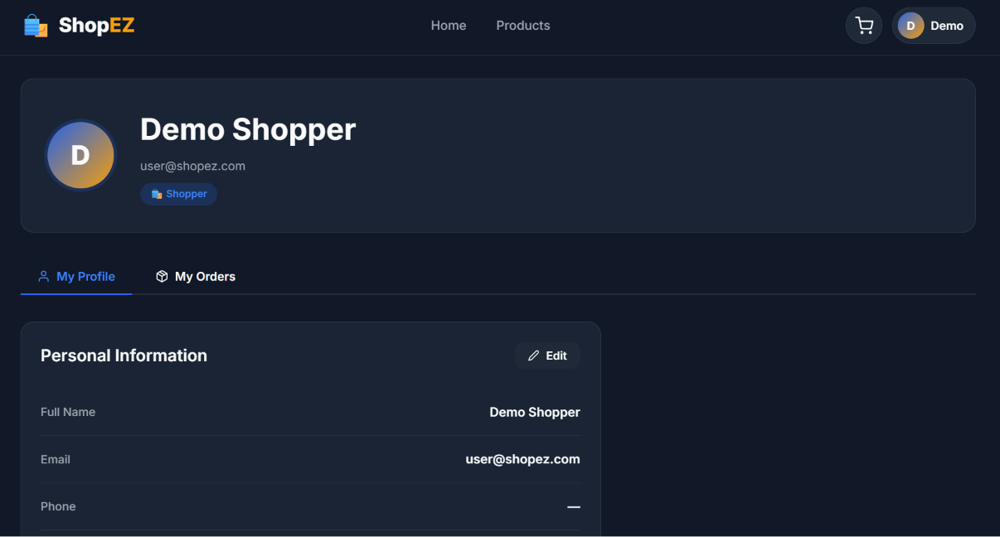 ShopEZ
Home
Products
D
Demo
D
Demo Shopper
user@shopez.com
Shopper
My Profile
My Orders
Personal Information
Edit
Full Name
Demo Shopper
Email
user@shopez.com
Phone
—